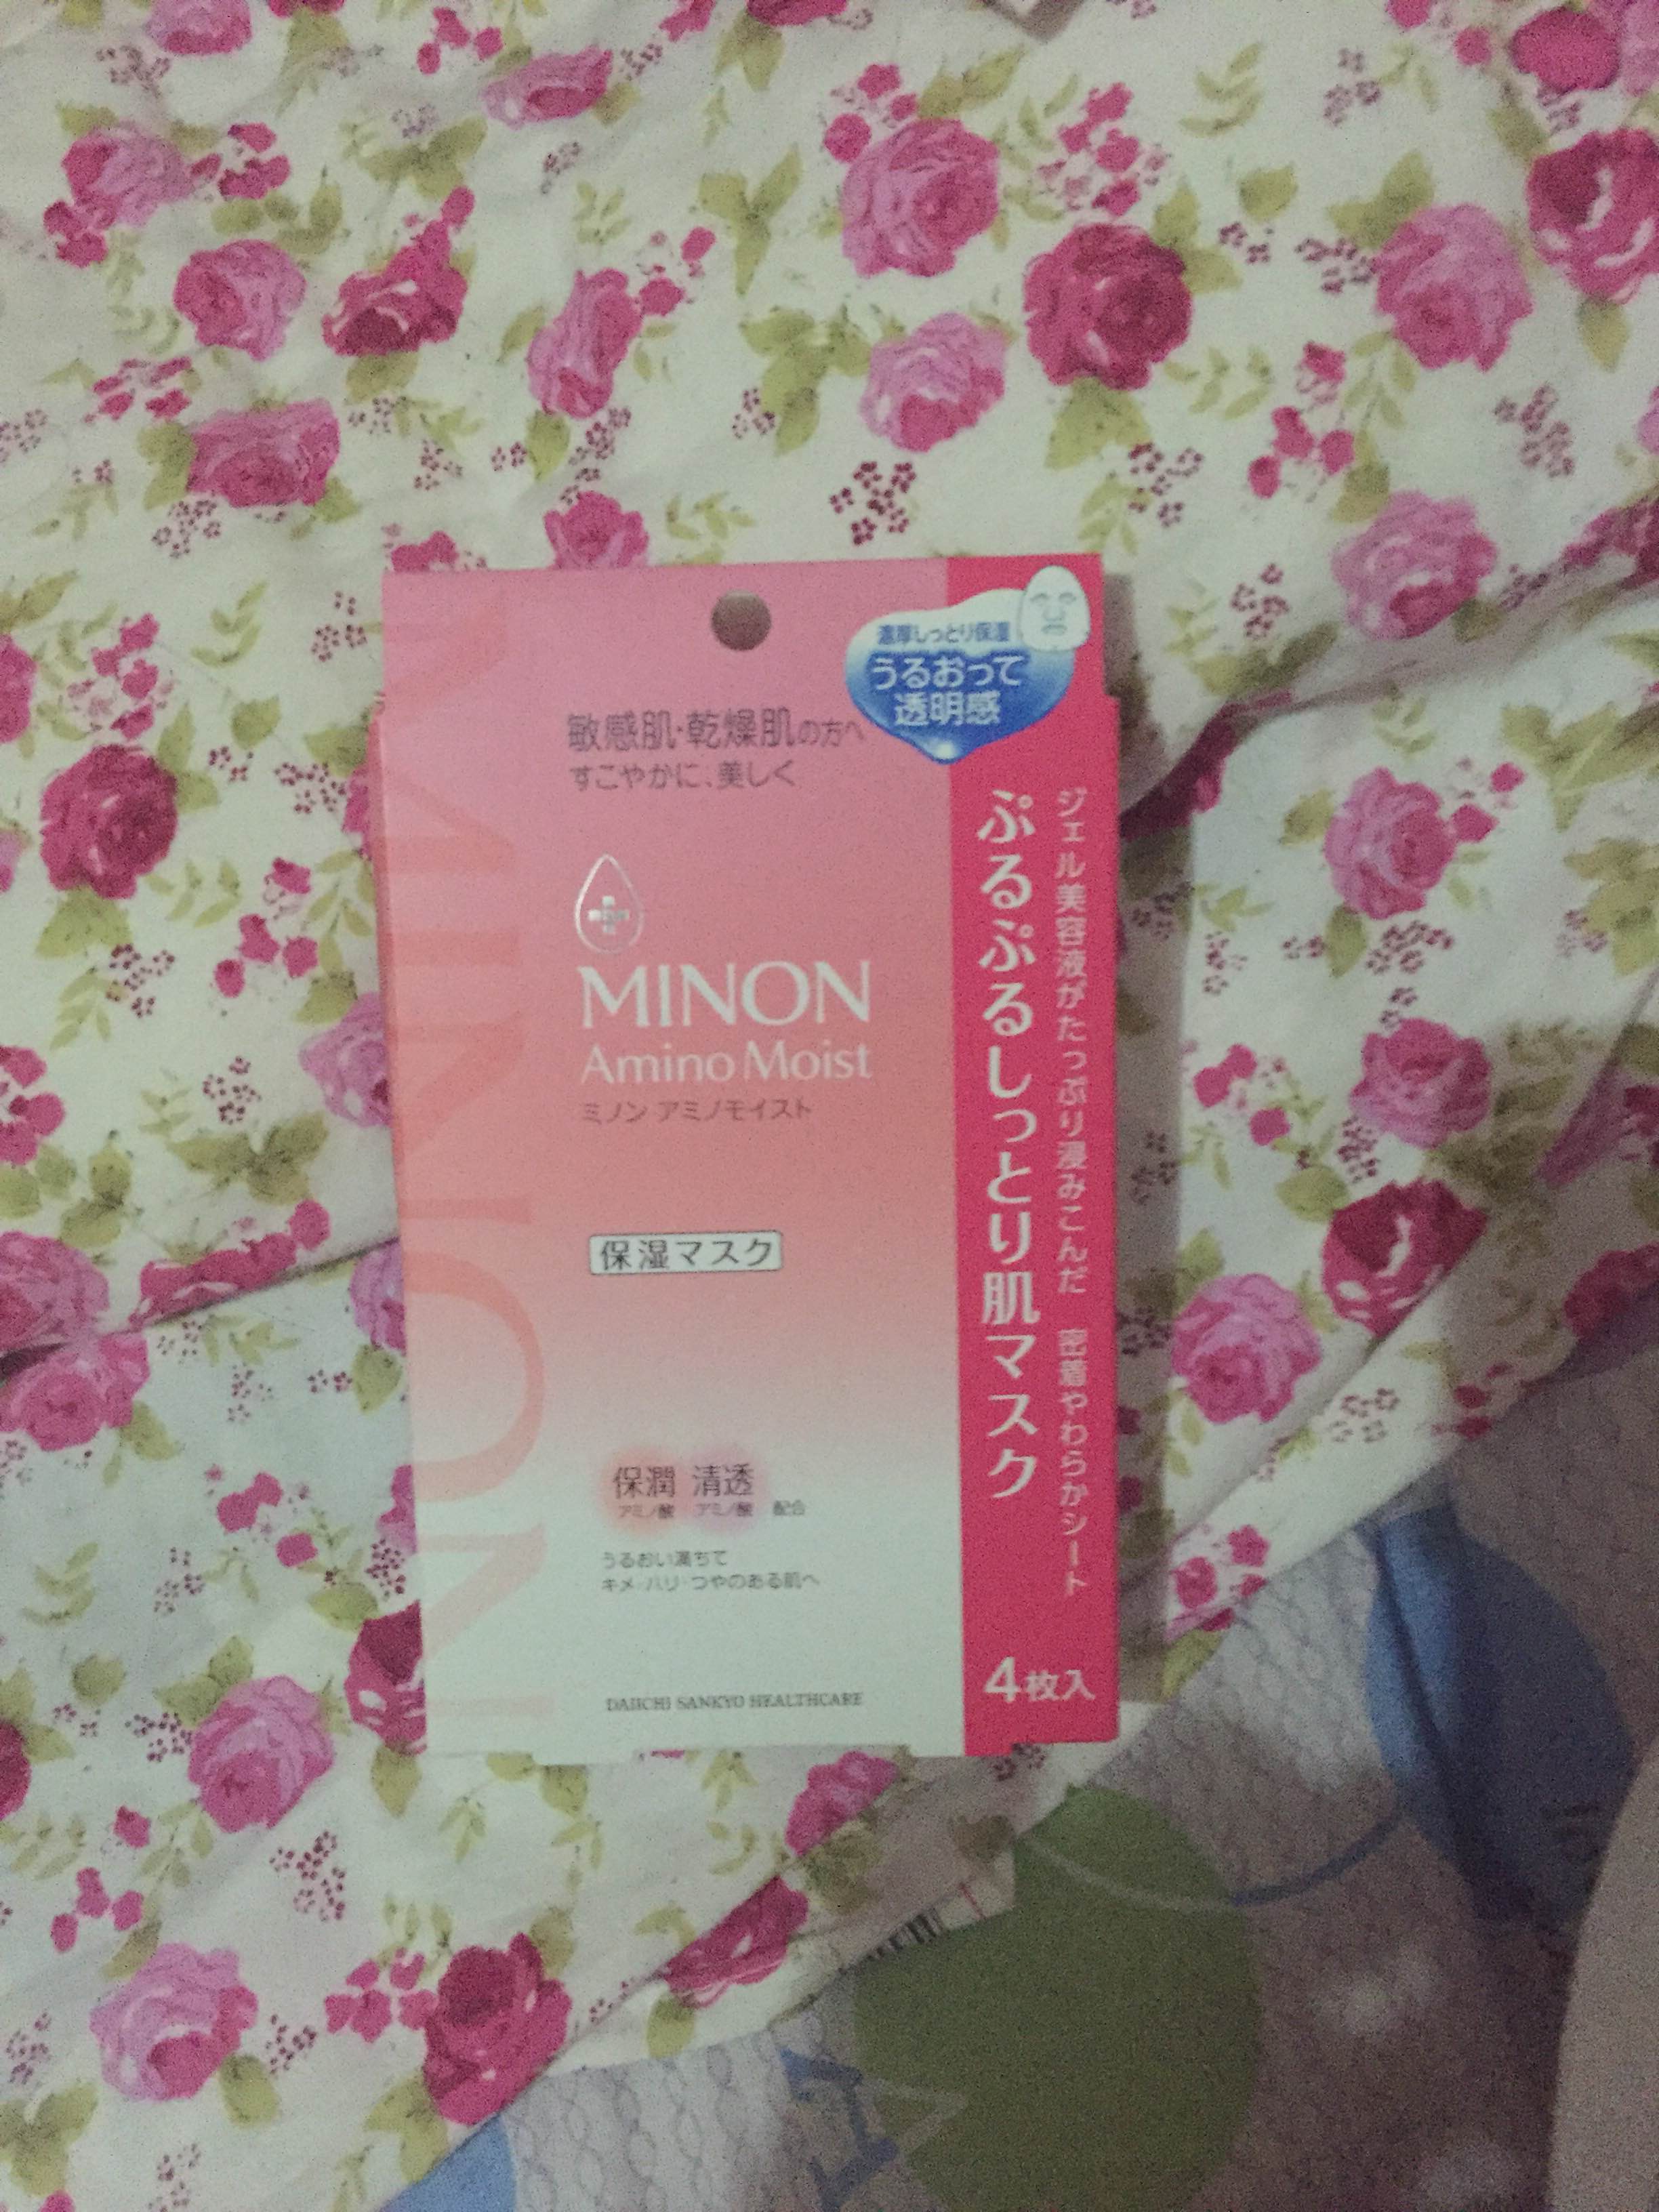 濃厚しっとり保湿
うるおって
透明感
敏感肌・乾燥肌の方へ
すこやかに、美しく
MINON
Amino Moist
ミノン アミノモイスト
保湿マスク
保潤 清透
アミノ酸 アミノ酸 配合
うるおい満ちて
キメ・ハリ・つやのある肌へ
DAIICHI SANKYO HEALTHCARE
ジェル美容液がたっぷり浸みこんだ 密着やわらかシート
ぷるぷるしっとり肌マスク
4枚入
MINON